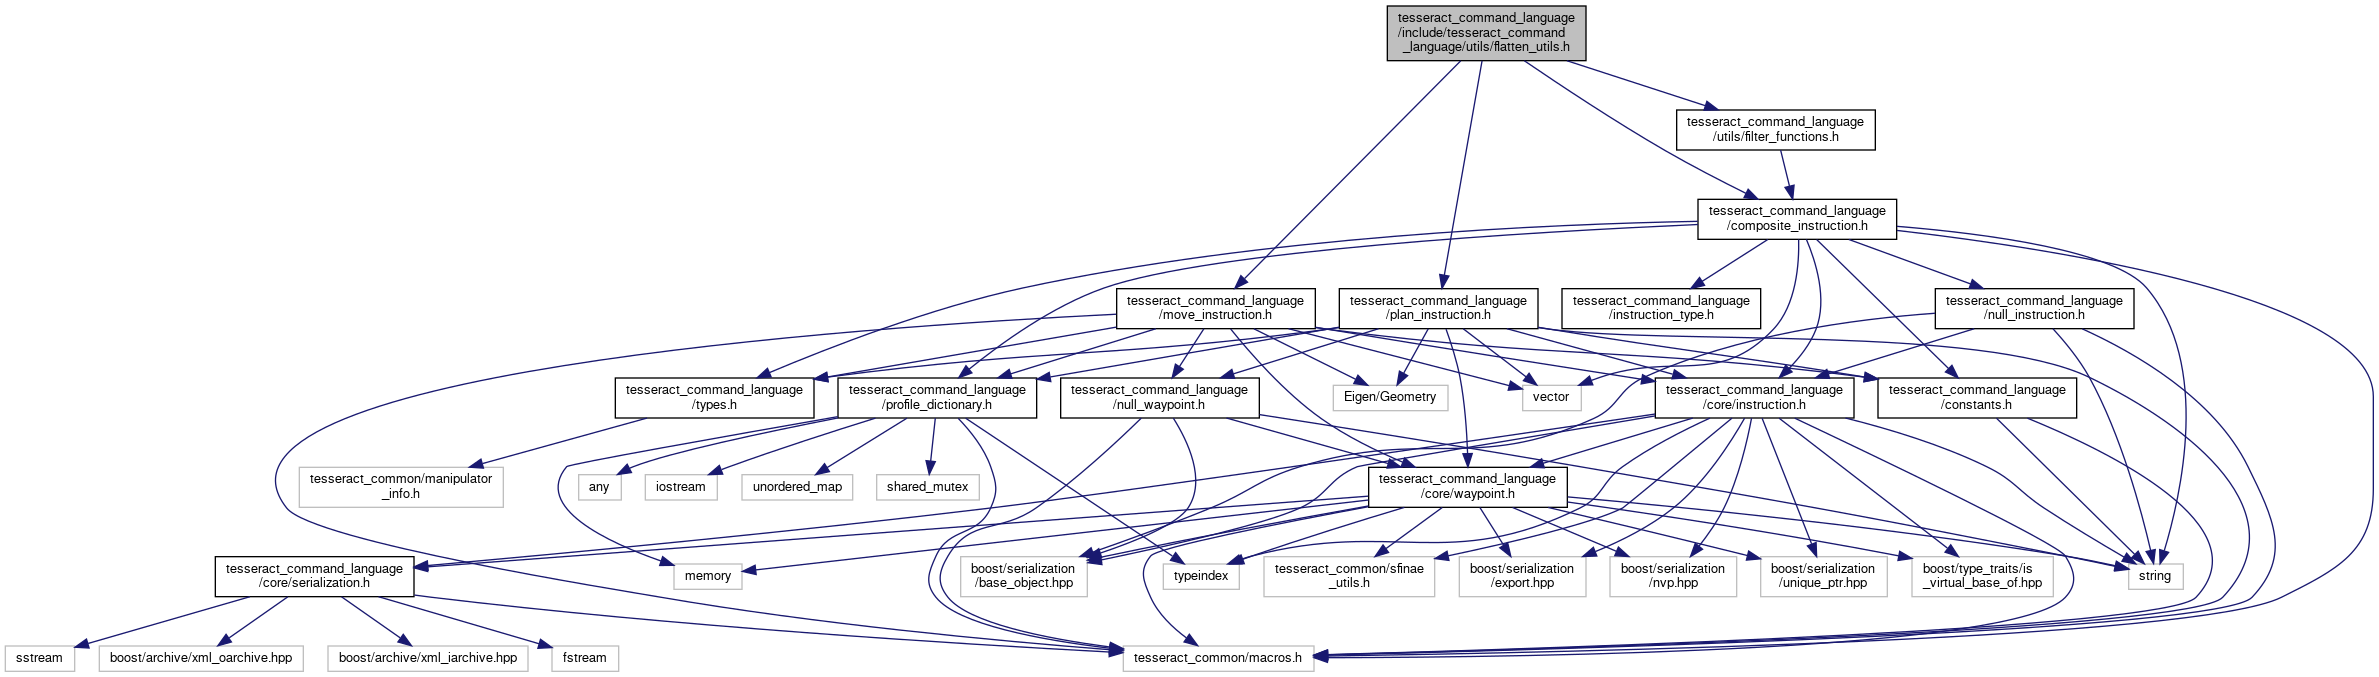 tesseract_command_language
/include/tesseract_command
_language/utils/flatten_utils.h
tesseract_command_language
/utils/filter_functions.h
tesseract_command_language
/composite_instruction.h
tesseract_command_language
/move_instruction.h
tesseract_command_language
/plan_instruction.h
tesseract_command_language
/instruction_type.h
tesseract_command_language
/null_instruction.h
tesseract_command_language
/types.h
tesseract_command_language
/profile_dictionary.h
tesseract_command_language
/null_waypoint.h
Eigen/Geometry
vector
tesseract_command_language
/core/instruction.h
tesseract_command_language
/constants.h
tesseract_common/manipulator
_info.h
any
iostream
unordered_map
shared_mutex
tesseract_command_language
/core/waypoint.h
tesseract_command_language
/core/serialization.h
memory
boost/serialization
/base_object.hpp
typeindex
tesseract_common/sfinae
_utils.h
boost/serialization
/export.hpp
boost/serialization
/nvp.hpp
boost/serialization
/unique_ptr.hpp
boost/type_traits/is
_virtual_base_of.hpp
string
sstream
boost/archive/xml_oarchive.hpp
boost/archive/xml_iarchive.hpp
fstream
tesseract_common/macros.h